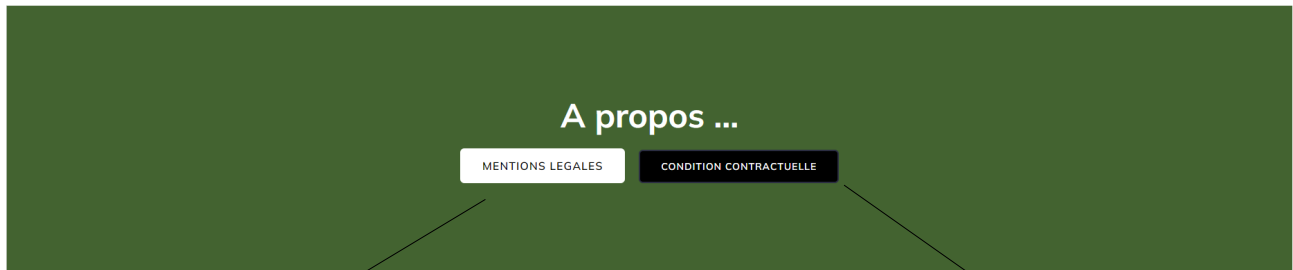 A propos ...
MENTIONS LEGALES
CONDITION CONTRACTUELLE